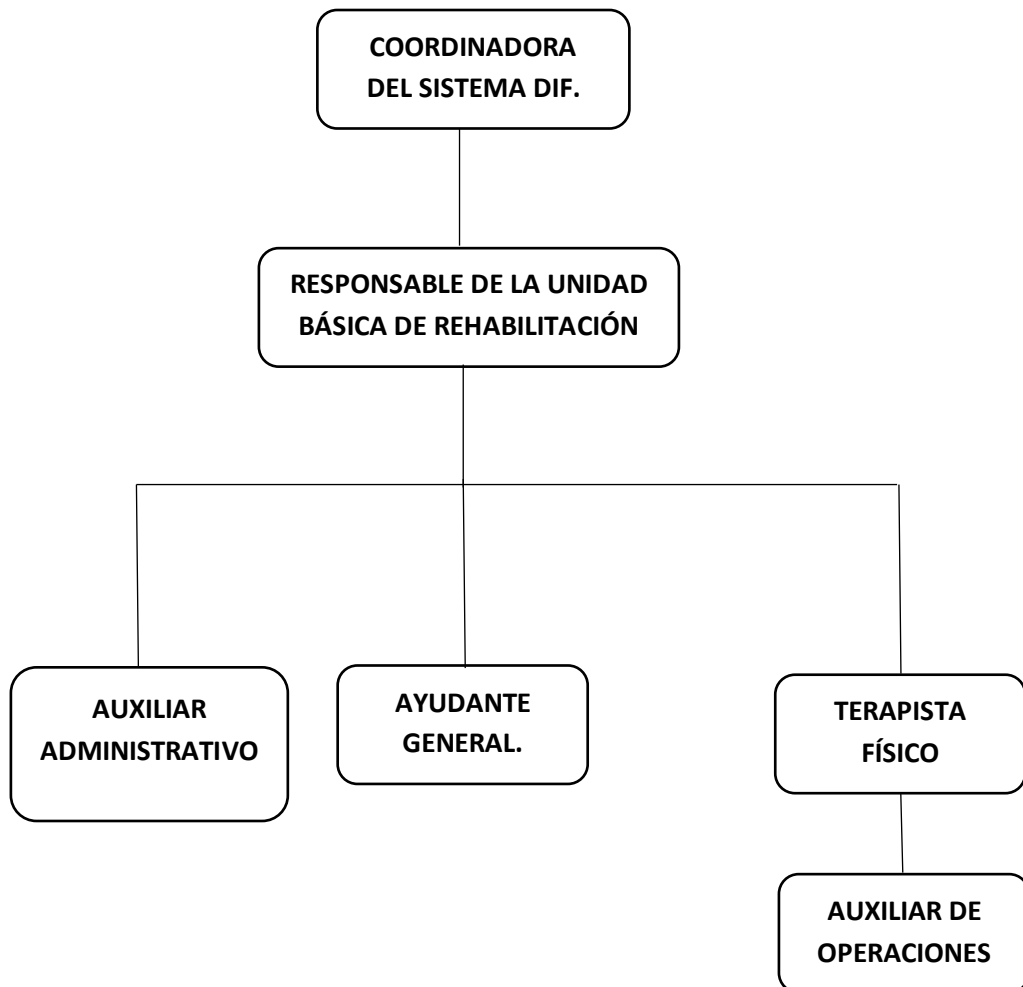 COORDINADORA
DEL SISTEMA DIF.
RESPONSABLE DE LA UNIDAD
BÁSICA DE REHABILITACIÓN
AUXILIAR
ADMINISTRATIVO
AYUDANTE
GENERAL.
TERAPISTA
FÍSICO
AUXILIAR DE
OPERACIONES